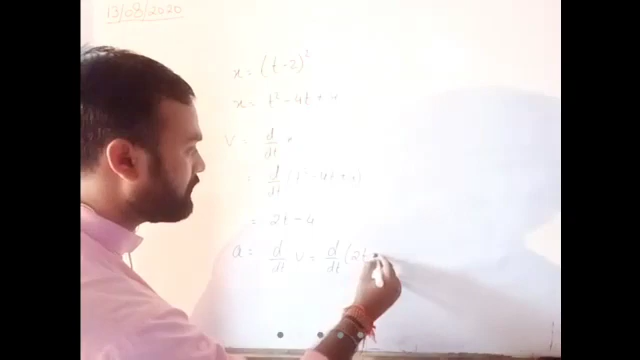 13/08/2020
x = (t - 2)²
x = t² - 4t + 4
V = d/dt x
= d/dt (t² - 4t + 4)
= 2t - 4
a = d/dt v = d/dt (2t